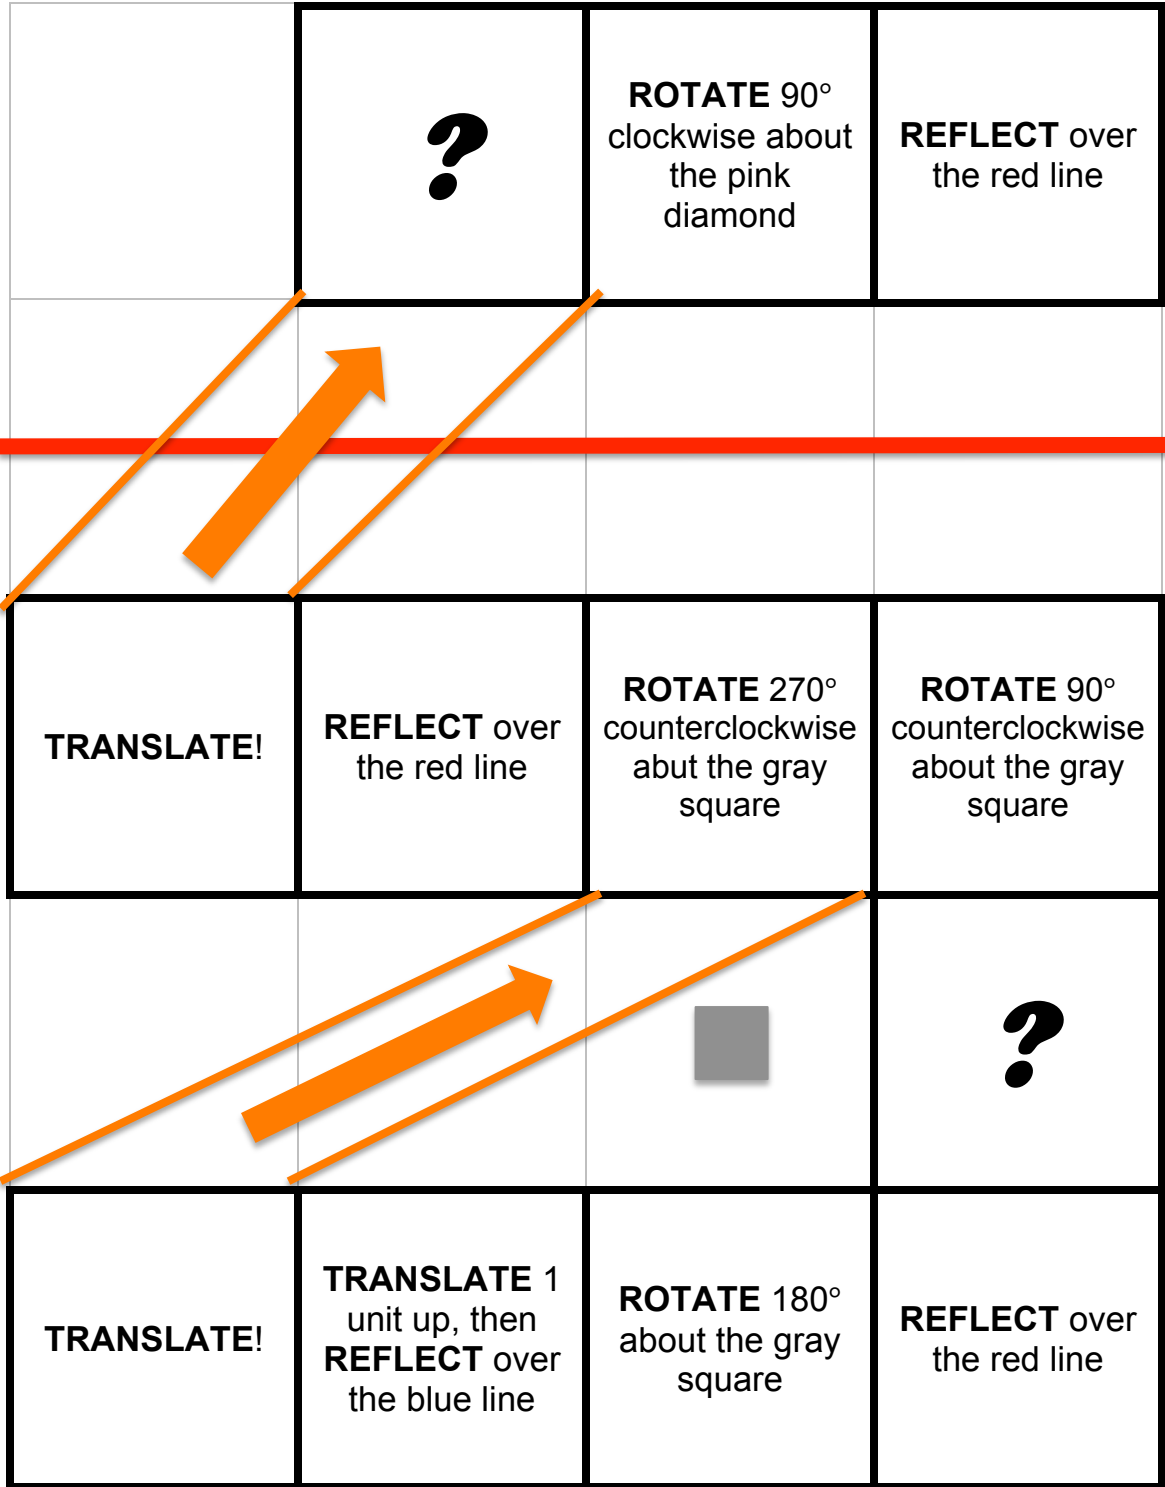 ?
ROTATE 90°
clockwise about
the pink
diamond
REFLECT over
the red line
TRANSLATE!
REFLECT over
the red line
ROTATE 270°
counterclockwise
abut the gray
square
ROTATE 90°
counterclockwise
about the gray
square
?
TRANSLATE!
TRANSLATE 1
unit up, then
REFLECT over
the blue line
ROTATE 180°
about the gray
square
REFLECT over
the red line